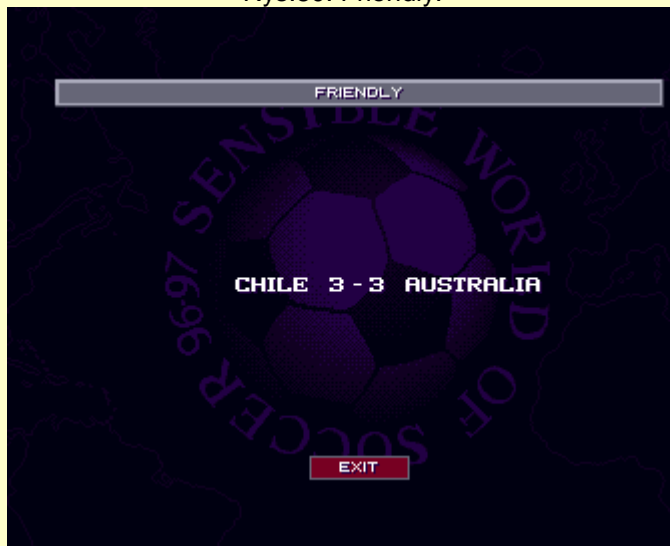 FRIENDLY
SENSIBLE WORLD OF SOCCER 96-97
CHILE 3 - 3 AUSTRALIA
EXIT